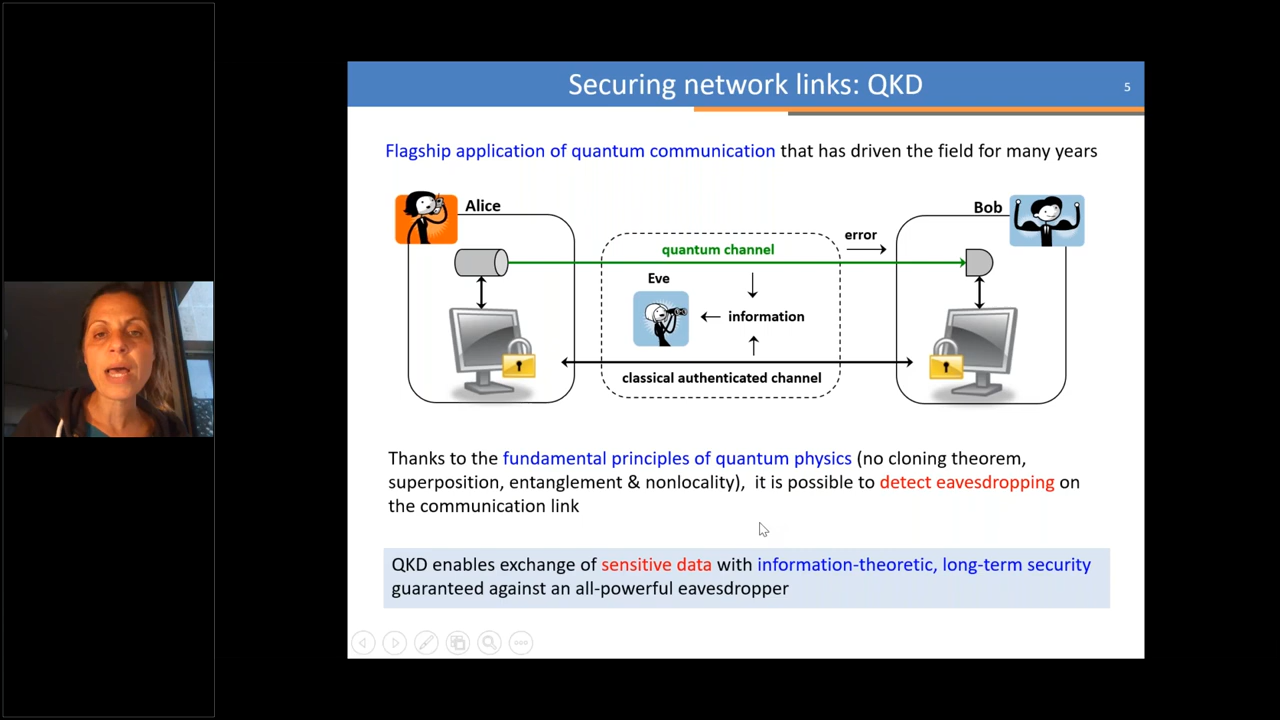 Securing network links: QKD
5
Flagship application of quantum communication that has driven the field for many years
Alice
Bob
error
quantum channel
Eve
information
classical authenticated channel
Thanks to the fundamental principles of quantum physics (no cloning theorem,
superposition, entanglement & nonlocality), it is possible to detect eavesdropping on
the communication link
QKD enables exchange of sensitive data with information-theoretic, long-term security
guaranteed against an all-powerful eavesdropper